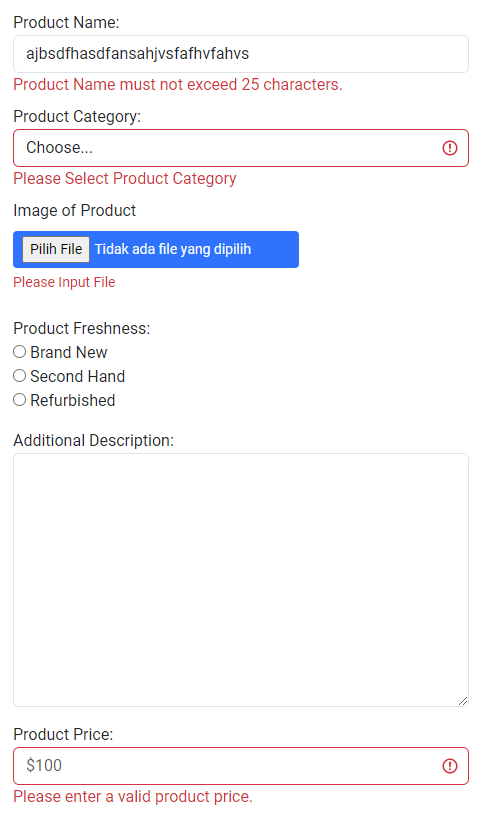 Product Name:
ajbsdfhasdfansahjvsfafhvfahvs
Product Name must not exceed 25 characters.
Product Category:
Choose...
Please Select Product Category
Image of Product
Pilih File Tidak ada file yang dipilih
Please Input File
Product Freshness:
Brand New
Second Hand
Refurbished
Additional Description:
Product Price:
$100
Please enter a valid product price.